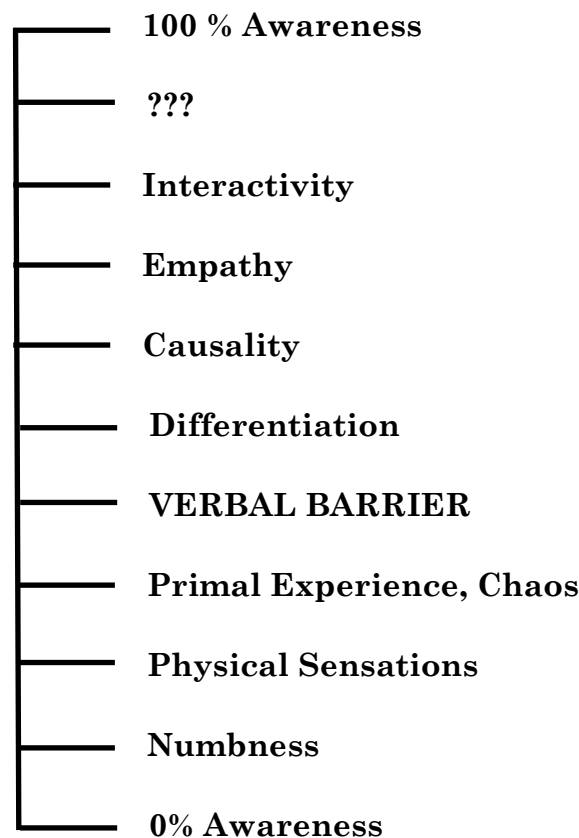 100 % Awareness
???
Interactivity
Empathy
Causality
Differentiation
VERBAL BARRIER
Primal Experience, Chaos
Physical Sensations
Numbness
0% Awareness